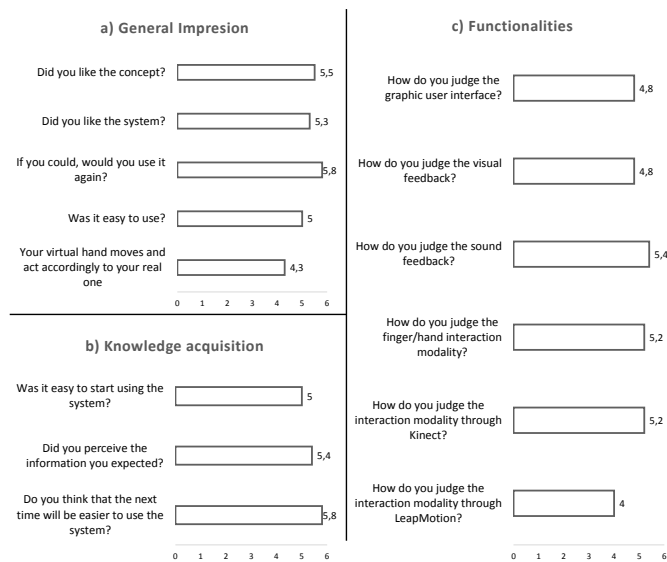 a) General Impresion
Did you like the concept?
5,5
Did you like the system?
5,3
If you could, would you use it
again?
5,8
Was it easy to use?
5
Your virtual hand moves and
act accordingly to your real
one
4,3
0 1 2 3 4 5 6
b) Knowledge acquisition
Was it easy to start using the
system?
5
Did you perceive the
information you expected?
5,4
Do you think that the next
time will be easier to use the
system?
5,8
0 1 2 3 4 5 6
c) Functionalities
How do you judge the
graphic user interface?
4,8
How do you judge the visual
feedback?
4,8
How do you judge the sound
feedback?
5,4
How do you judge the
finger/hand interaction
modality?
5,2
How do you judge the
interaction modality through
Kinect?
5,2
How do you judge the
interaction modality through
LeapMotion?
4
0 1 2 3 4 5 6